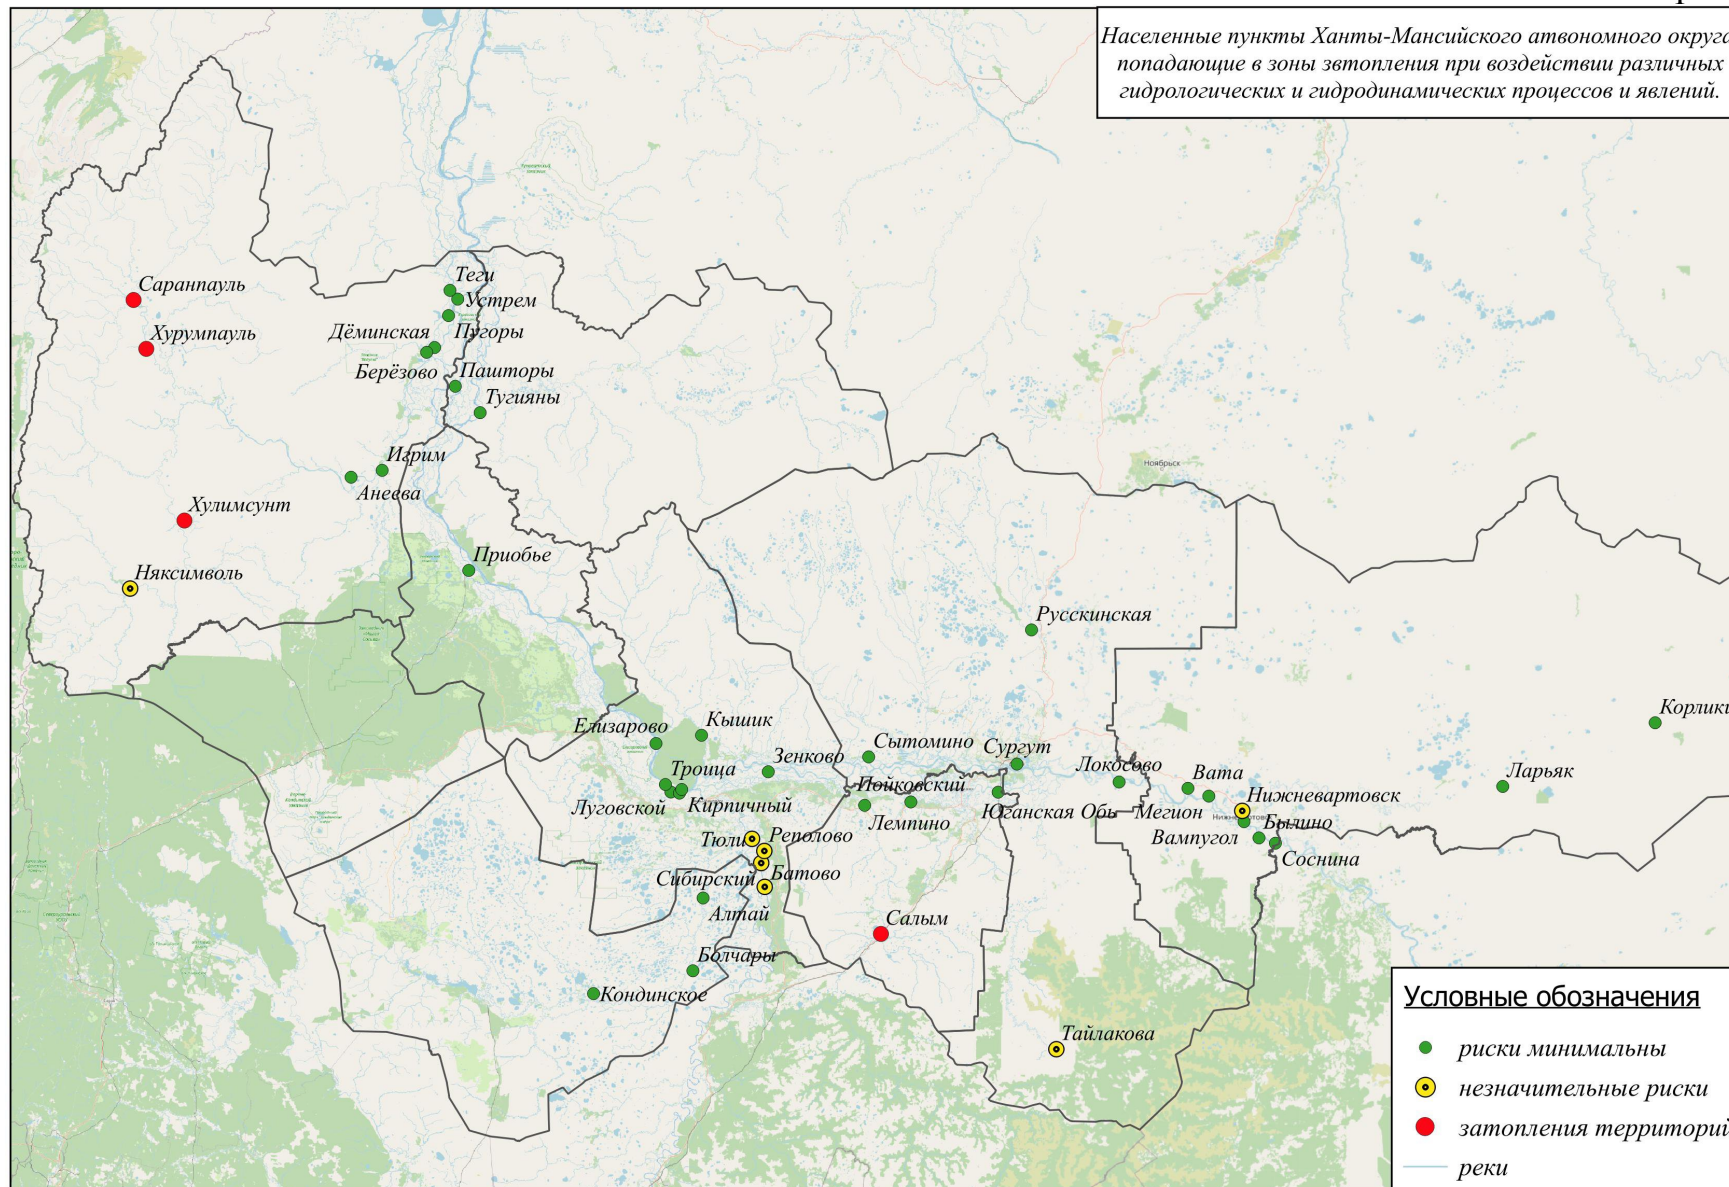 Населенные пункты Ханты-Мансийского атвономного округа
попадающие в зоны звтопления при воздействии различных
гидрологических и гидродинамических процессов и явлений.
Теги
Саранпауль
Устрем
Хурумпауль
Дёминская
Пугоры
Берёзово
Пашторы
Тугияны
Игрим
Ноябрьск
Анеева
Хулимсунт
Приобье
Няксимволь
Русскинская
Корлики
Елизарово
Кышик
Сытомино
Сургут
Зенково
Локосово
Вата
Ларьяк
Троица
Пойковский
Нижневартовск
Луговской
Кирпичный
Лемпино
Юганская Обь
Мегион
Былино
Тюли
Реполово
Вампугол
Соснина
Сибирский
Батово
Алтай
Салым
Болчары
Кондинское
Тайлакова
Условные обозначения
риски минимальны
незначительные риски
затопления территорий
реки